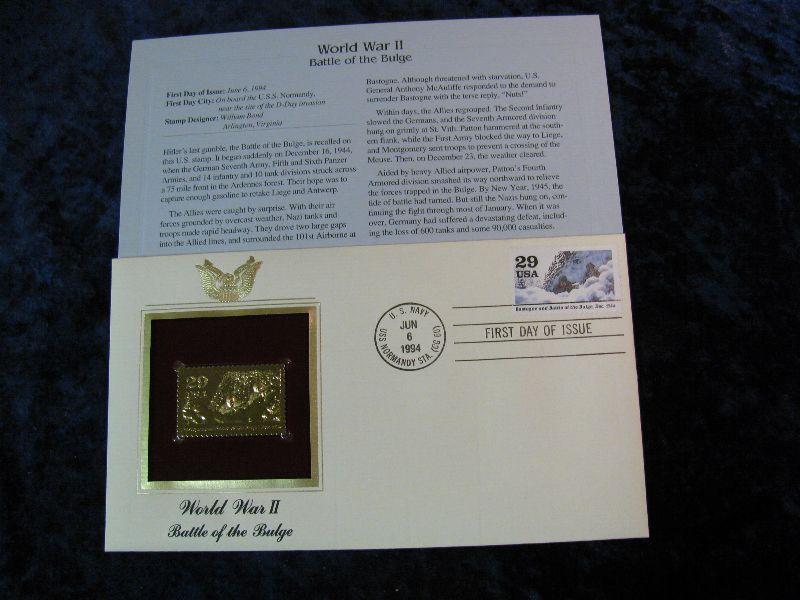 World War II
Battle of the Bulge
First Day of Issue: June 6, 1994
First Day City: On board the U.S.S. Normandy,
near the site of the D-Day invasion
Stamp Designer: William Bond
Arlington, Virginia
Hitler's last gamble, the Battle of the Bulge, is recalled on
this U.S. stamp. It began suddenly on December 16, 1944,
when the German Seventh Army, Fifth and Sixth Panzer
Armies, and 14 infantry and 10 tank divisions struck across
a 75 mile front in the Ardennes forest. Their hope was to
capture enough gasoline to retake Liege and Antwerp.
The Allies were caught by surprise. With their air
forces grounded by overcast weather, Nazi tanks and
troops made rapid headway. They drove two large gaps
into the Allied lines, and surrounded the 101st Airborne at
Bastogne. Although threatened with starvation, U.S.
General Anthony McAuliffe responded to the demand to
surrender Bastogne with the terse reply, "Nuts!"
Within days, the Allies regrouped. The Second Infantry
slowed the Germans, and the Seventh Armored division
hung on grimly at St. Vith. Patton hammered at the south-
ern flank, while the First Army blocked the way to Liege,
and Montgomery sent troops to prevent a crossing of the
Meuse. Then, on December 23, the weather cleared.
Aided by heavy Allied airpower, Patton's Fourth
Armored division smashed its way northward to relieve
the forces trapped in the Bulge. By New Year, 1945, the
tide of battle had turned. But still the Nazis hung on, con-
tinuing the fight through most of January. When it was
over, Germany had suffered a devastating defeat, includ-
ing the loss of 600 tanks and some 90,000 casualties.
29
USA
Bastogne and Battle of the Bulge, Dec. 1944
U. S. NAVY
JUN
6
1994
USS NORMANDY STA. (CG 60)
FIRST DAY OF ISSUE
29
USA
World War II
Battle of the Bulge